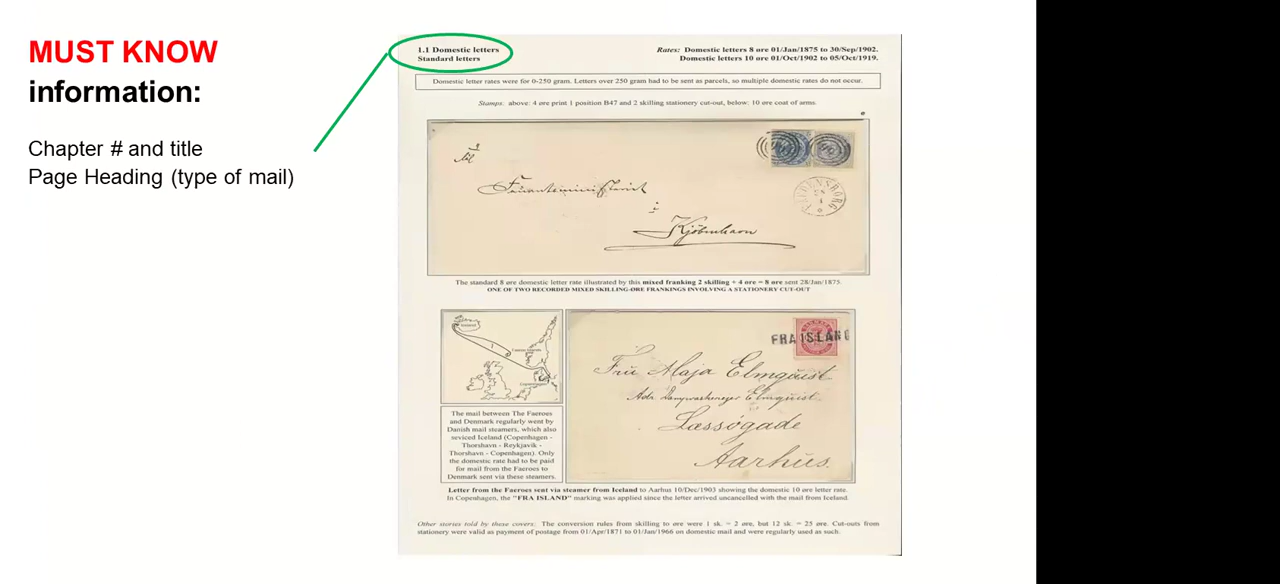 MUST KNOW
information:
Chapter # and title
Page Heading (type of mail)
1.1 Domestic letters
Standard letters
Rates: Domestic letters 8 øre 01/Jan/1875 to 30/Sep/1902.
Domestic letters 10 øre 01/Oct/1902 to 05/Oct/1919.
Domestic letter rates were for 0-250 gram. Letters over 250 gram had to be sent as parcels, so multiple domestic rates do not occur.
Stamps: above: 4 øre print 1 position B47 and 2 skilling stationery cut-out, below: 10 øre coat of arms.
Kjöbenhavn
The standard 8 øre domestic letter rate illustrated by this mixed franking 2 skilling + 4 øre = 8 øre sent 28/Jan/1875.
ONE OF TWO RECORDED MIXED SKILLING-ØRE FRANKINGS INVOLVING A STATIONERY CUT-OUT
FRA ISLAND
Fru Maja Elmquist
Elmquist
Læssøgade
Aarhus.
The mail between The Faeroes
and Denmark regularly went by
Danish mail steamers, which also
seviced Iceland (Copenhagen -
Thorshavn - Reykjavik -
Thorshavn - Copenhagen). Only
the domestic rate had to be paid
for mail from the Faeroes to
Denmark sent via these steamers.
Letter from the Faeroes sent via steamer from Iceland to Aarhus 10/Dec/1903 showing the domestic 10 øre letter rate.
In Copenhagen, the "FRA ISLAND" marking was applied since the letter arrived uncancelled with the mail from Iceland.
Other stories told by these covers: The conversion rules from skilling to øre were 1 sk. = 2 øre, but 12 sk. = 25 øre. Cut-outs from
stationery were valid as payment of postage from 01/Apr/1871 to 01/Jan/1966 on domestic mail and were regularly used as such.